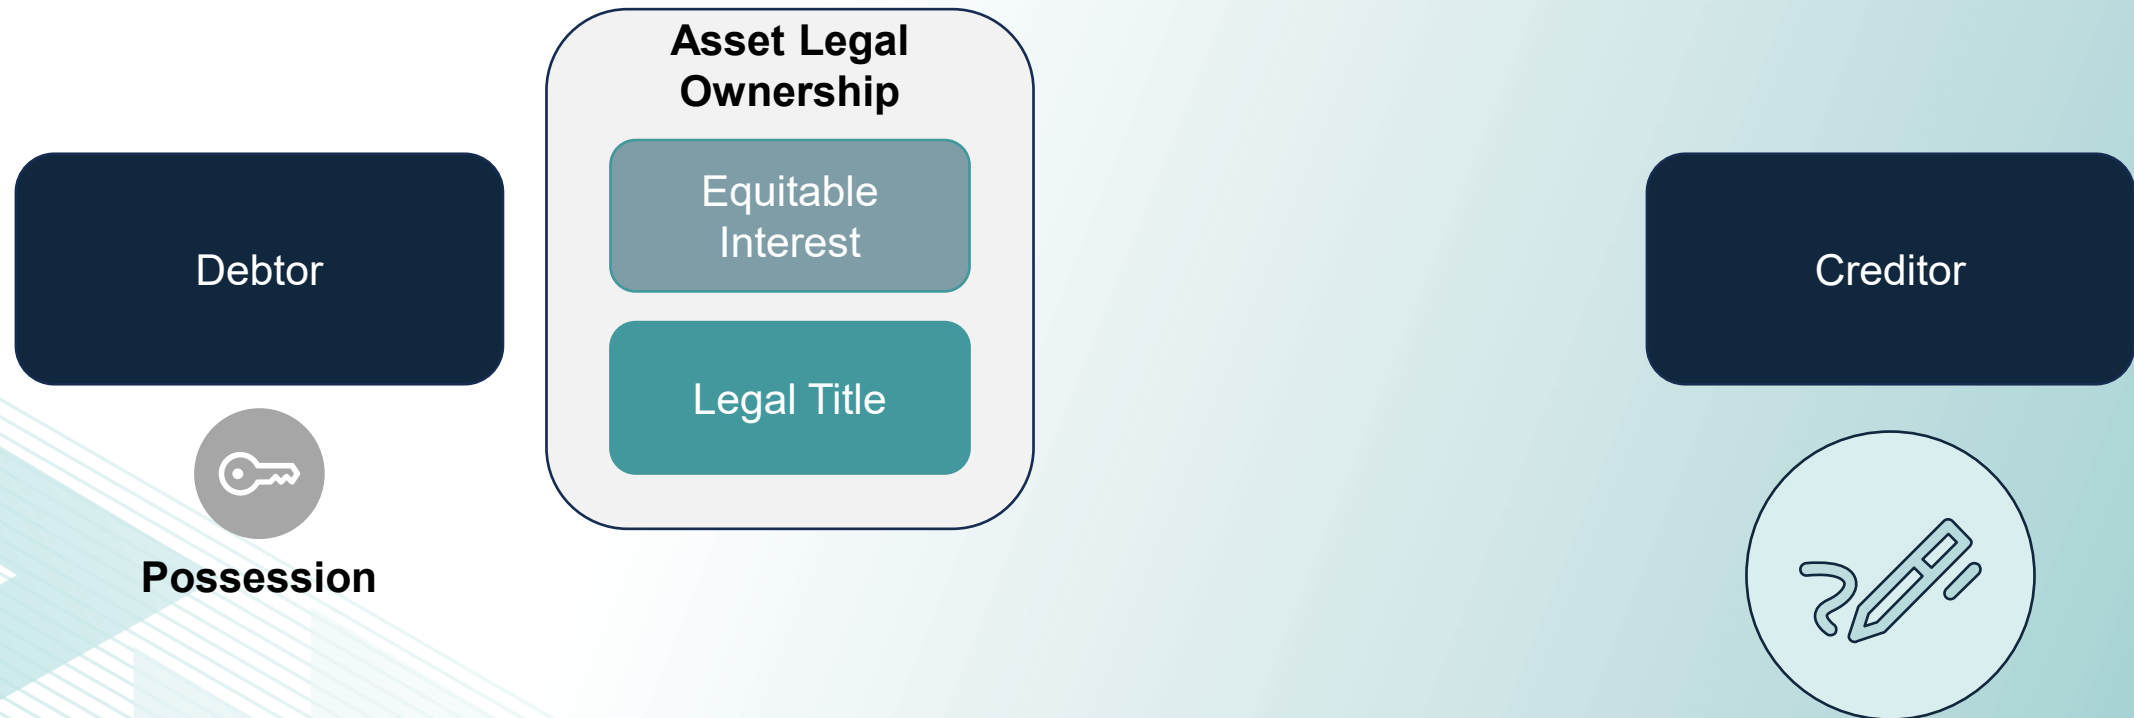 Asset Legal
Ownership
Equitable
Interest
Debtor
Creditor
Legal Title
Possession